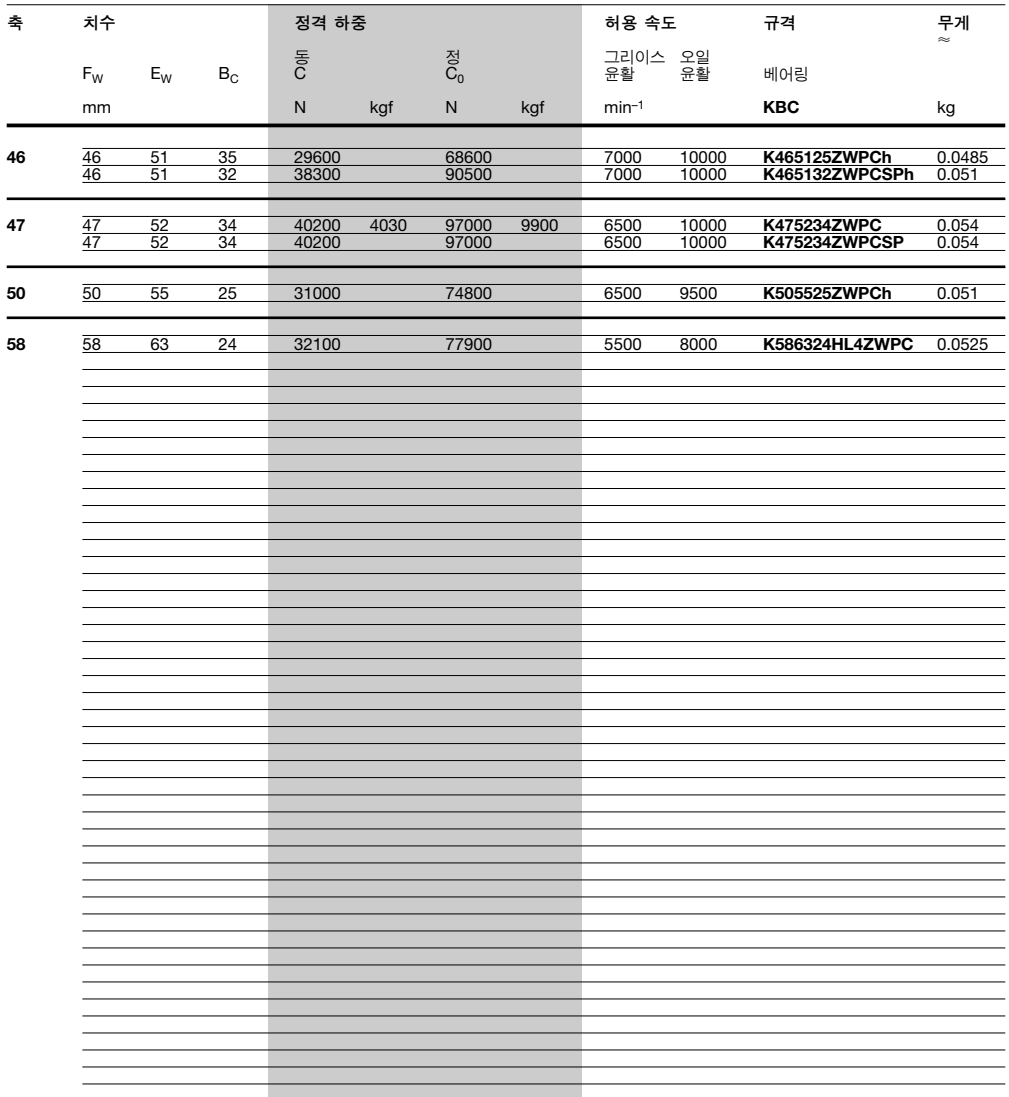 축 치수 정격 하중 허용 속도 규격 무게
≈
동 정 그리이스 오일
F_W E_W B_C C C_0 윤활 윤활 베어링
mm N kgf N kgf min⁻¹ KBC kg
46 46 51 35 29600 68600 7000 10000 K465125ZWPCh 0.0485
46 51 32 38300 90500 7000 10000 K465132ZWPCSPh 0.051
47 47 52 34 40200 4030 97000 9900 6500 10000 K475234ZWPC 0.054
47 52 34 40200 97000 6500 10000 K475234ZWPCSP 0.054
50 50 55 25 31000 74800 6500 9500 K505525ZWPCh 0.051
58 58 63 24 32100 77900 5500 8000 K586324HL4ZWPC 0.0525